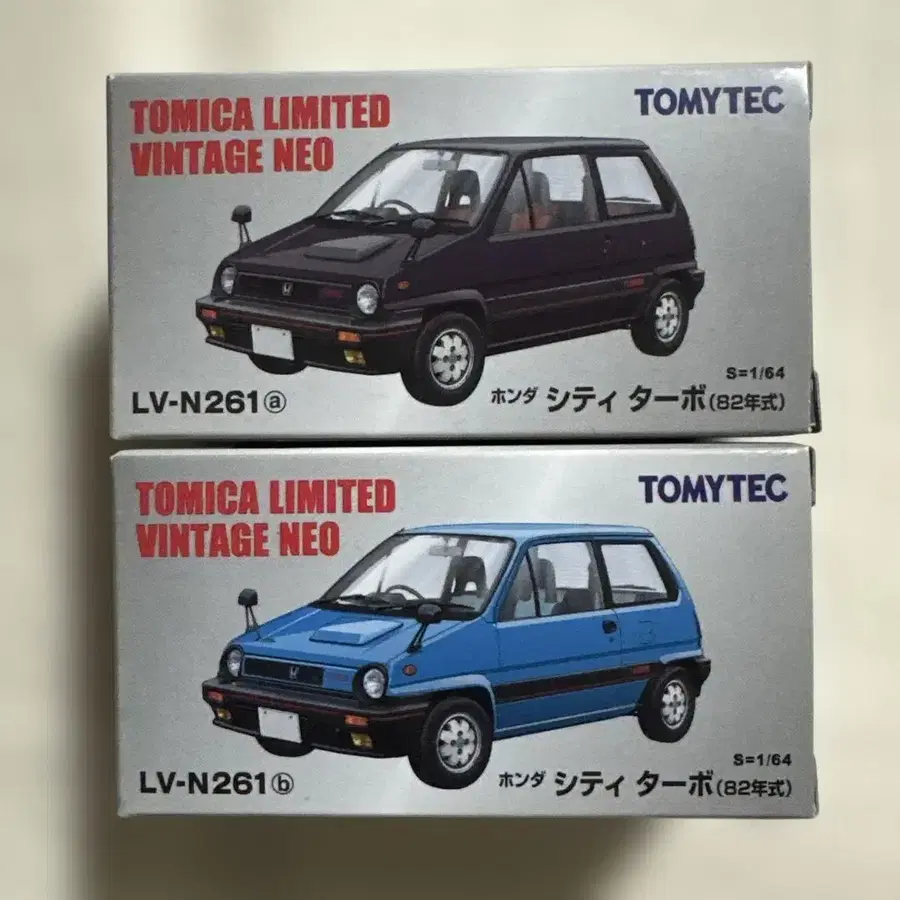 TOMICA LIMITED
VINTAGE NEO
TOMYTEC
S=1/64
LV-N261ⓐ
ホンダ シティ ターボ(82年式)
TOMICA LIMITED
VINTAGE NEO
TOMYTEC
S=1/64
LV-N261ⓑ
ホンダ シティ ターボ(82年式)